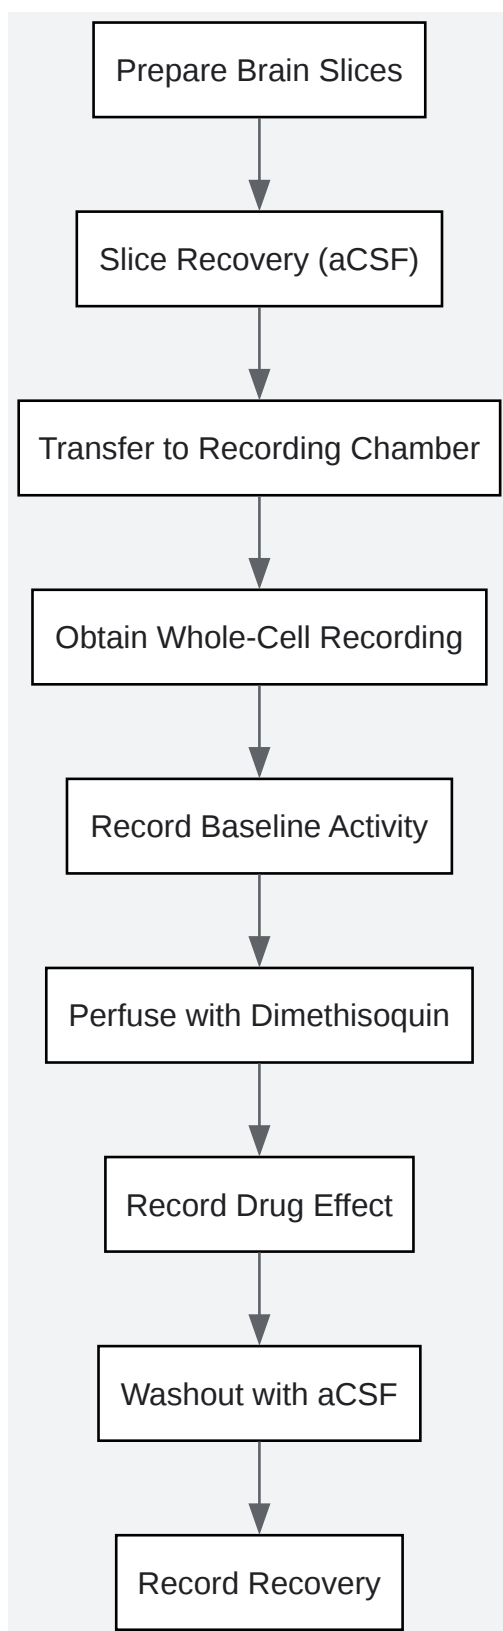 Prepare Brain Slices
Slice Recovery (aCSF)
Transfer to Recording Chamber
Obtain Whole-Cell Recording
Record Baseline Activity
Perfuse with Dimethisoquin
Record Drug Effect
Washout with aCSF
Record Recovery